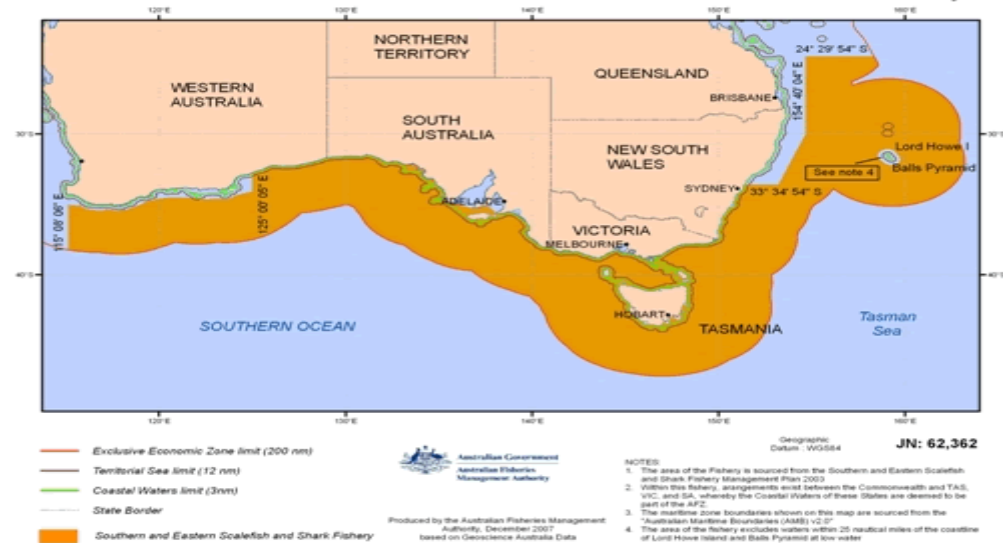 120°E 130°E 140°E 150°E 160°E
NORTHERN
TERRITORY
24° 29' 54" S
WESTERN
AUSTRALIA
QUEENSLAND
BRISBANE
154° 40' 04" E
SOUTH
AUSTRALIA
30°S
30°S
NEW SOUTH
WALES
Lord Howe I
Balls Pyramid
See note 4
SYDNEY
33° 34' 54" S
115° 08' 06" E
125° 00' 05" E
ADELAIDE
VICTORIA
MELBOURNE
40°S
40°S
HOBART
TASMANIA
SOUTHERN OCEAN
Tasman
Sea
120°E 130°E 140°E 150°E 160°E
Exclusive Economic Zone limit (200 nm)
Territorial Sea limit (12 nm)
Coastal Waters limit (3nm)
State Border
Southern and Eastern Scalefish and Shark Fishery
Australian Government
Australian Fisheries
Management Authority
Produced by the Australian Fisheries Management
Authority, December 2007
based on Geoscience Australia Data
Geographic
Datum : WGS84
JN: 62,362
NOTES:
1. The area of the Fishery is sourced from the Southern and Eastern Scalefish
and Shark Fishery Management Plan 2003
2. Within this fishery, arangements exist between the Commonwealth and TAS,
VIC, and SA, whereby the Coastal Waters of these States are deemed to be
part of the AFZ.
3. The maritime zone boundaries shown on this map are sourced from the
"Australian Maritime Boundaries (AMB) v2.0"
4. The area of the fishery excludes waters within 25 nautical miles of the coastline
of Lord Howe Island and Balls Pyramid at low water